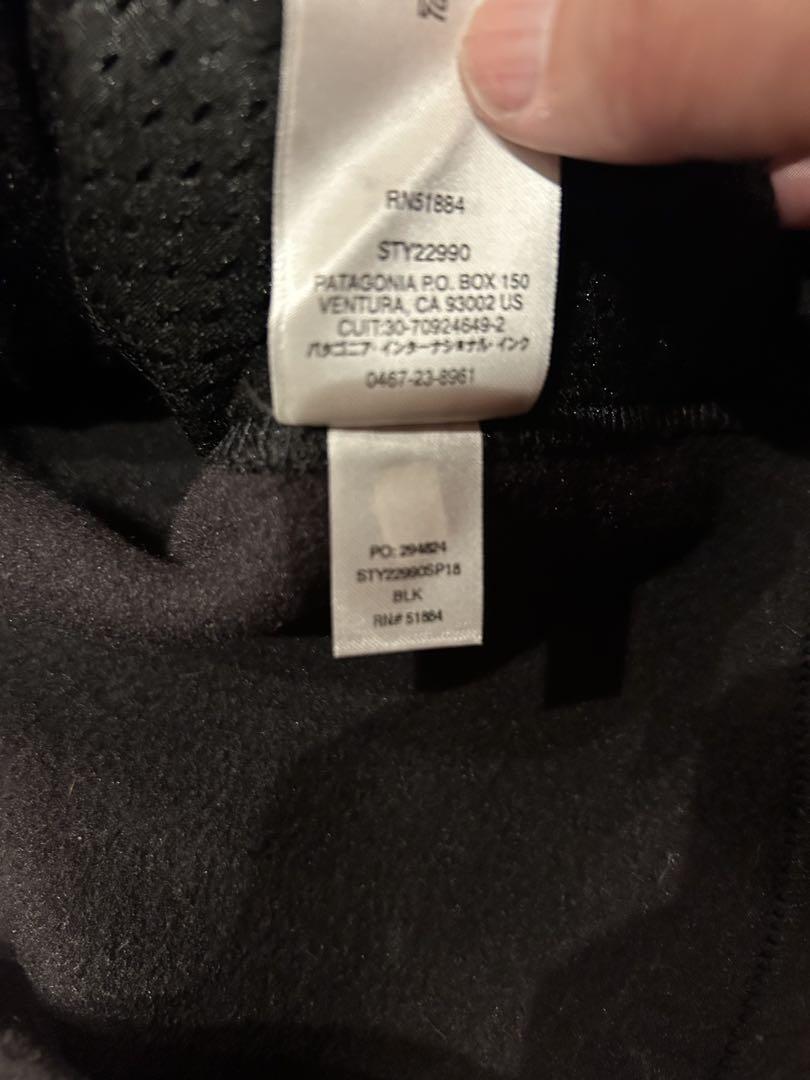 RN51884
STY22990
PATAGONIA P.O. BOX 150
VENTURA, CA 93002 US
CUIT:30-70924649-2
パタゴニア・インターナショナル・インク
0467-23-8961
PO: 294824
STY22990SP18
BLK
RN# 51884